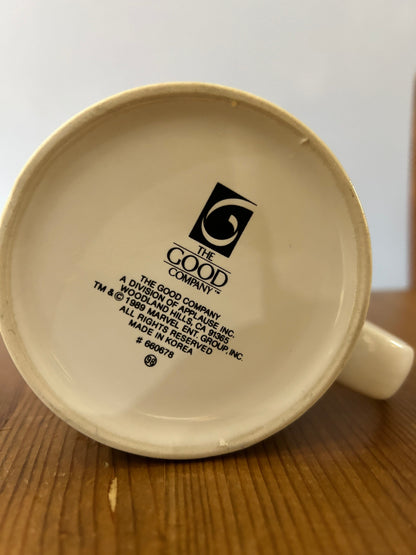 THE
GOOD
COMPANY™
THE GOOD COMPANY
A DIVISION OF APPLAUSE INC.
WOODLAND HILLS, CA 91365
TM & © 1989 MARVEL ENT. GROUP, INC.
ALL RIGHTS RESERVED
MADE IN KOREA
# 660678